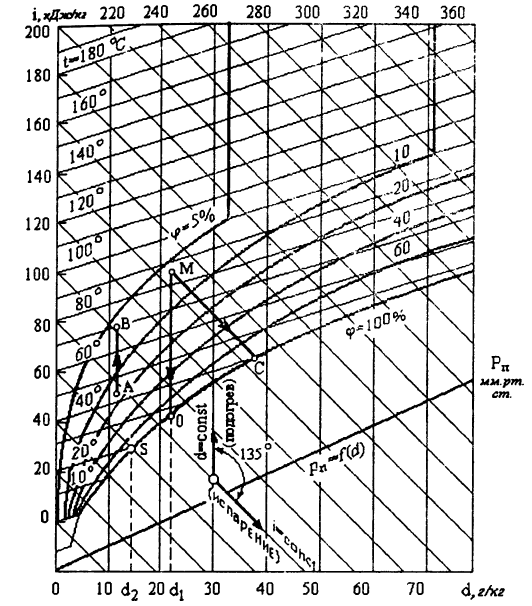 i, кДж/кг 220 240 260 280 300 320 340 360
200
180
160
140
120
100
80
60
40
20
0
t=180°C
160°
140°
120°
100°
80°
60°
40°
20°
10°
φ=5%
10
20
40
60
φ=100%
M
B
A
C
0
S
d=const
(подогрев)
135°
(испарение)
i=const
Pп=f(d)
Pп
мм.рт.
ст.
0 10 20 30 40 50 60 70 d, г/кг
d₂ d₁